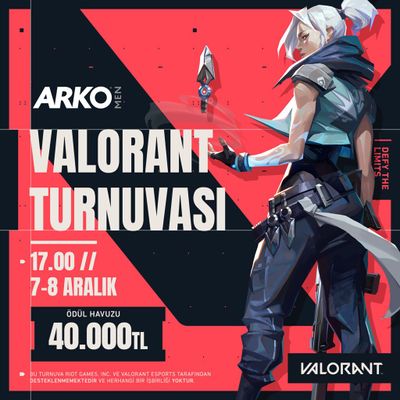 ARKO MEN
VALORANT
TURNUVASI
DEFY THE
LIMITS
17.00 //
7-8 ARALIK
ÖDÜL HAVUZU
40.000TL
VALORANT
BU TURNUVA RIOT GAMES, INC. VE VALORANT ESPORTS TARAFINDAN
DESTEKLENMEMEKTEDİR VE HERHANGİ BİR İŞBİRLİĞİ YOKTUR.